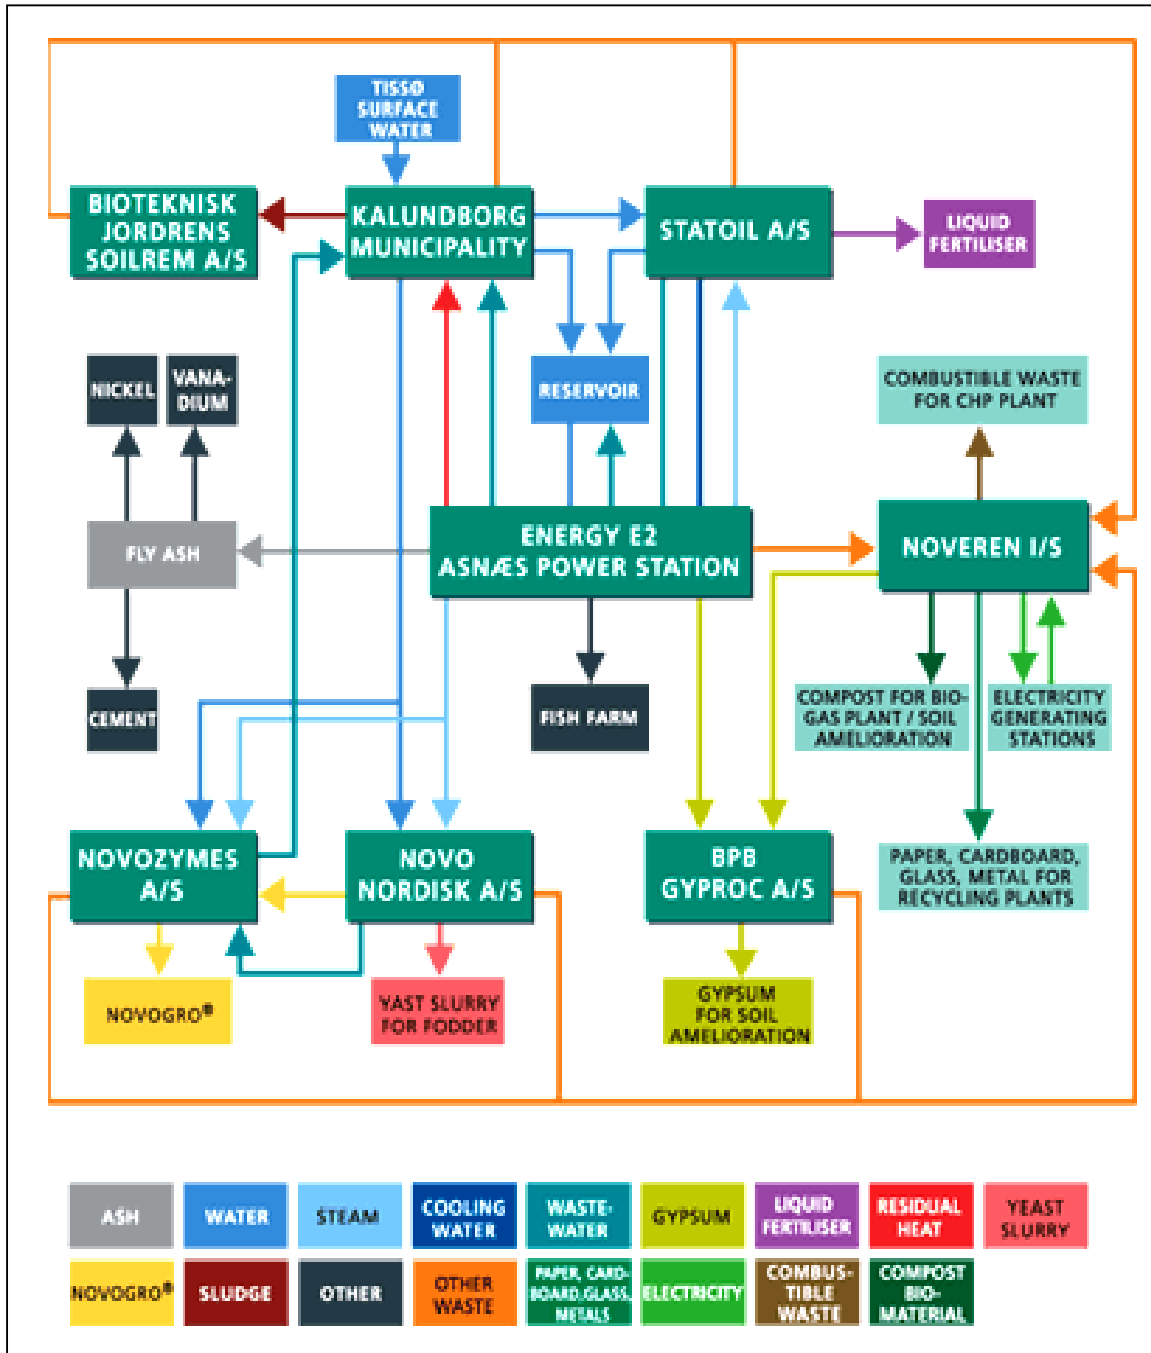 TISSØ
SURFACE
WATER
BIOTEKNISK
JORDRENS
SOILREM A/S
KALUNDBORG
MUNICIPALITY
STATOIL A/S
LIQUID
FERTILISER
NICKEL
VANA-
DIUM
RESERVOIR
COMBUSTIBLE WASTE
FOR CHP PLANT
FLY ASH
ENERGY E2
ASNÆS POWER STATION
NOVEREN I/S
CEMENT
FISH FARM
COMPOST FOR BIO-
GAS PLANT / SOIL
AMELIORATION
ELECTRICITY
GENERATING
STATIONS
NOVOZYMES
A/S
NOVO
NORDISK A/S
BPB
GYPROC A/S
PAPER, CARDBOARD,
GLASS, METAL FOR
RECYCLING PLANTS
NOVOGRO®
YAST SLURRY
FOR FODDER
GYPSUM
FOR SOIL
AMELIORATION
ASH
WATER
STEAM
COOLING
WATER
WASTE-
WATER
GYPSUM
LIQUID
FERTILISER
RESIDUAL
HEAT
YEAST
SLURRY
NOVOGRO®
SLUDGE
OTHER
OTHER
WASTE
PAPER, CARD-
BOARD,GLASS,
METALS
ELECTRICITY
COMBUS-
TIBLE
WASTE
COMPOST
BIO-
MATERIAL